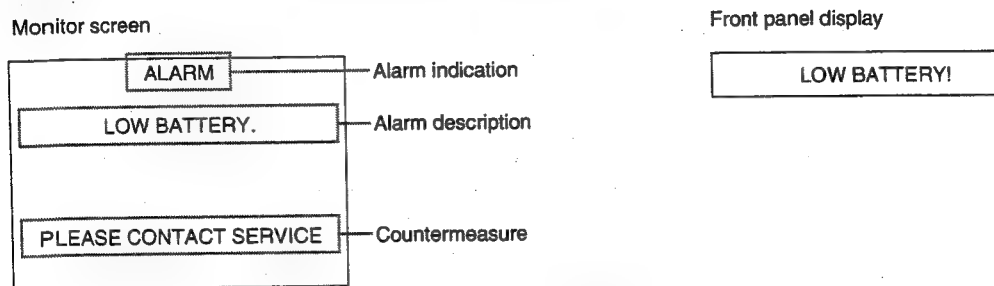 Monitor screen
ALARM
Alarm indication
LOW BATTERY.
Alarm description
PLEASE CONTACT SERVICE
Countermeasure
Front panel display
LOW BATTERY!